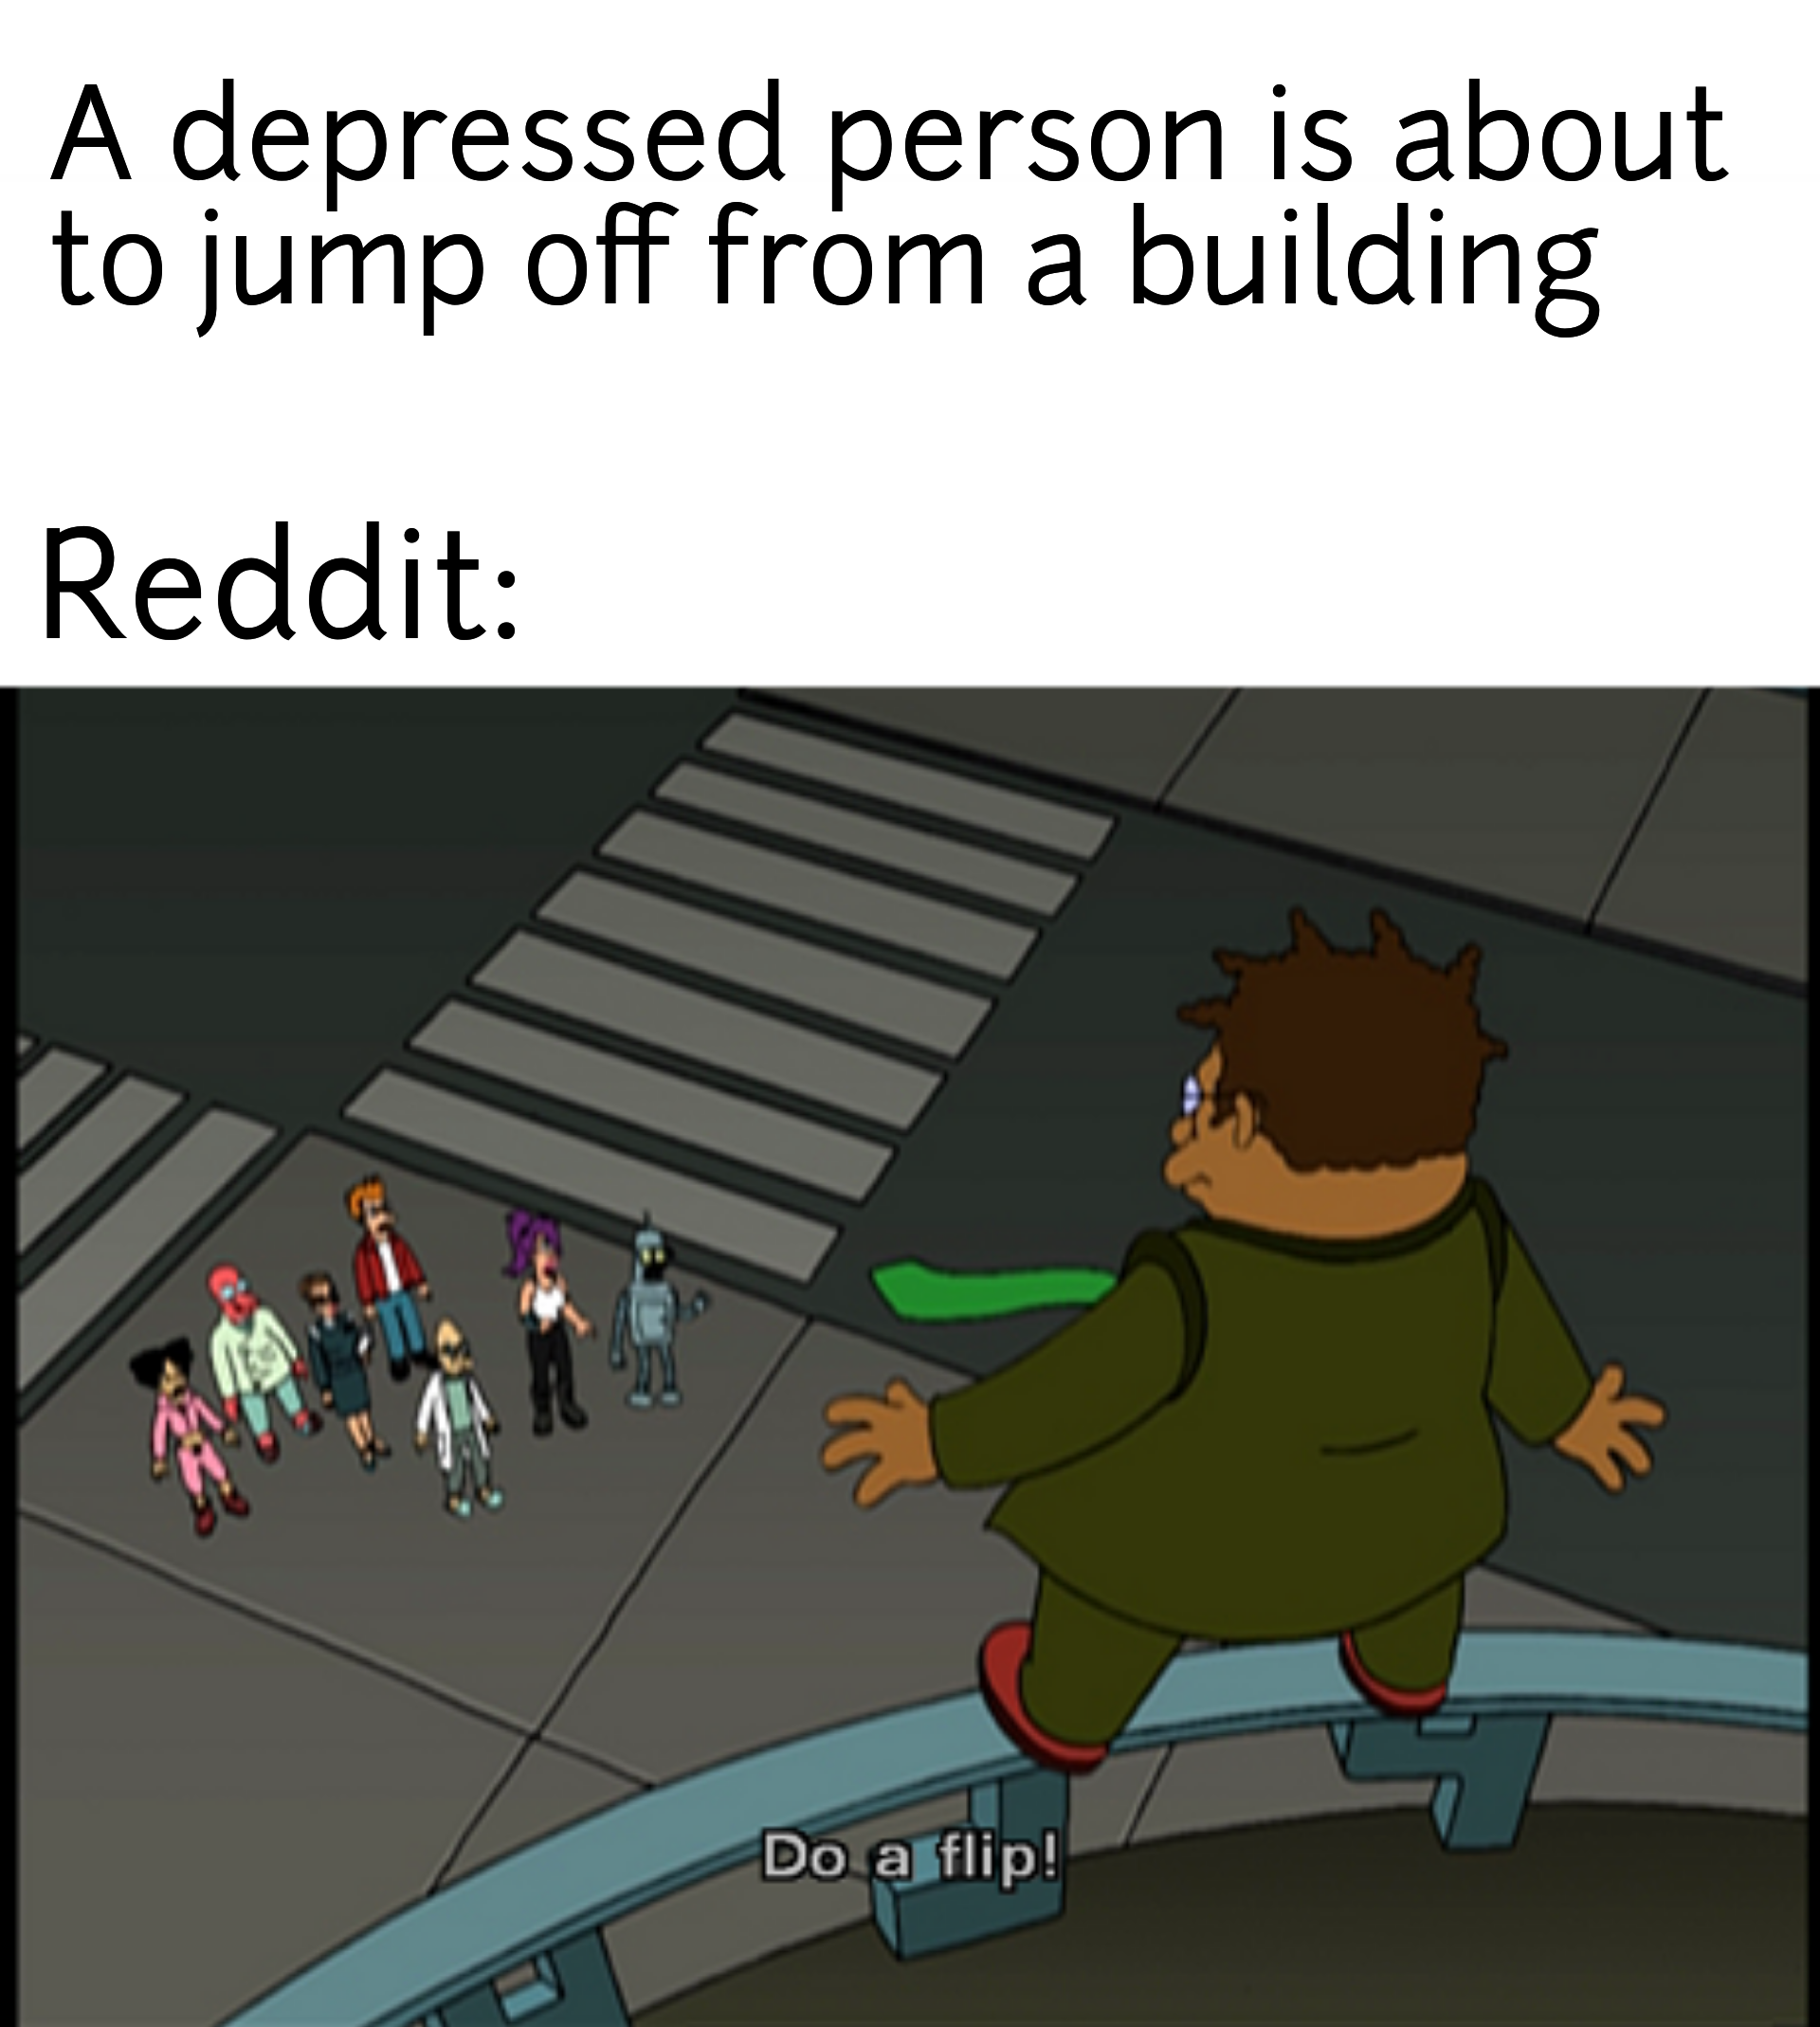 A depressed person is about
to jump off from a building
Reddit:
Do a flip!